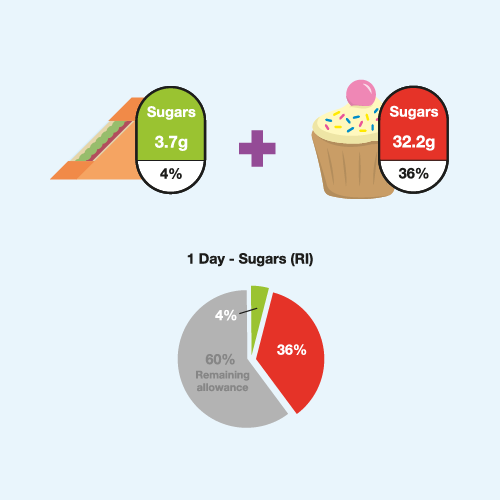 Sugars
3.7g
4%
Sugars
32.2g
36%
1 Day - Sugars (RI)
4%
36%
60%
Remaining
allowance